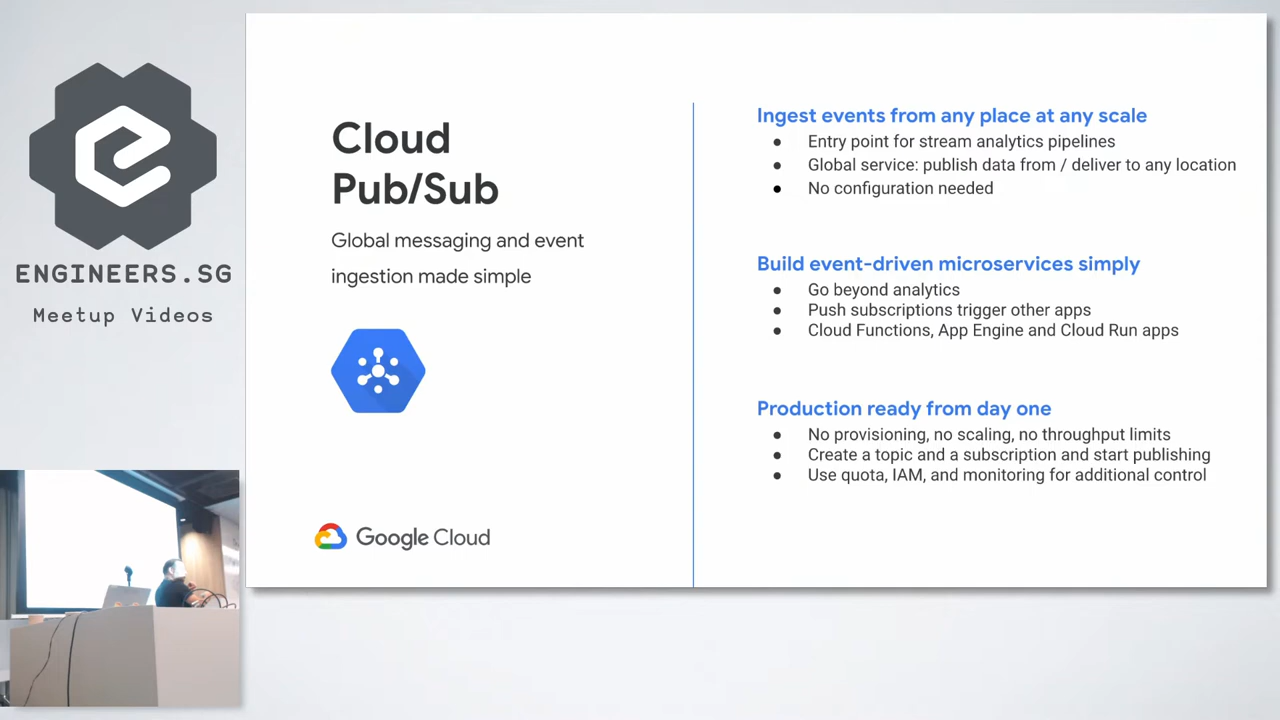 ENGINEERS.SG
Meetup Videos
Cloud
Pub/Sub
Global messaging and event
ingestion made simple
Google Cloud
Ingest events from any place at any scale
● Entry point for stream analytics pipelines
● Global service: publish data from / deliver to any location
● No configuration needed
Build event-driven microservices simply
● Go beyond analytics
● Push subscriptions trigger other apps
● Cloud Functions, App Engine and Cloud Run apps
Production ready from day one
● No provisioning, no scaling, no throughput limits
● Create a topic and a subscription and start publishing
● Use quota, IAM, and monitoring for additional control